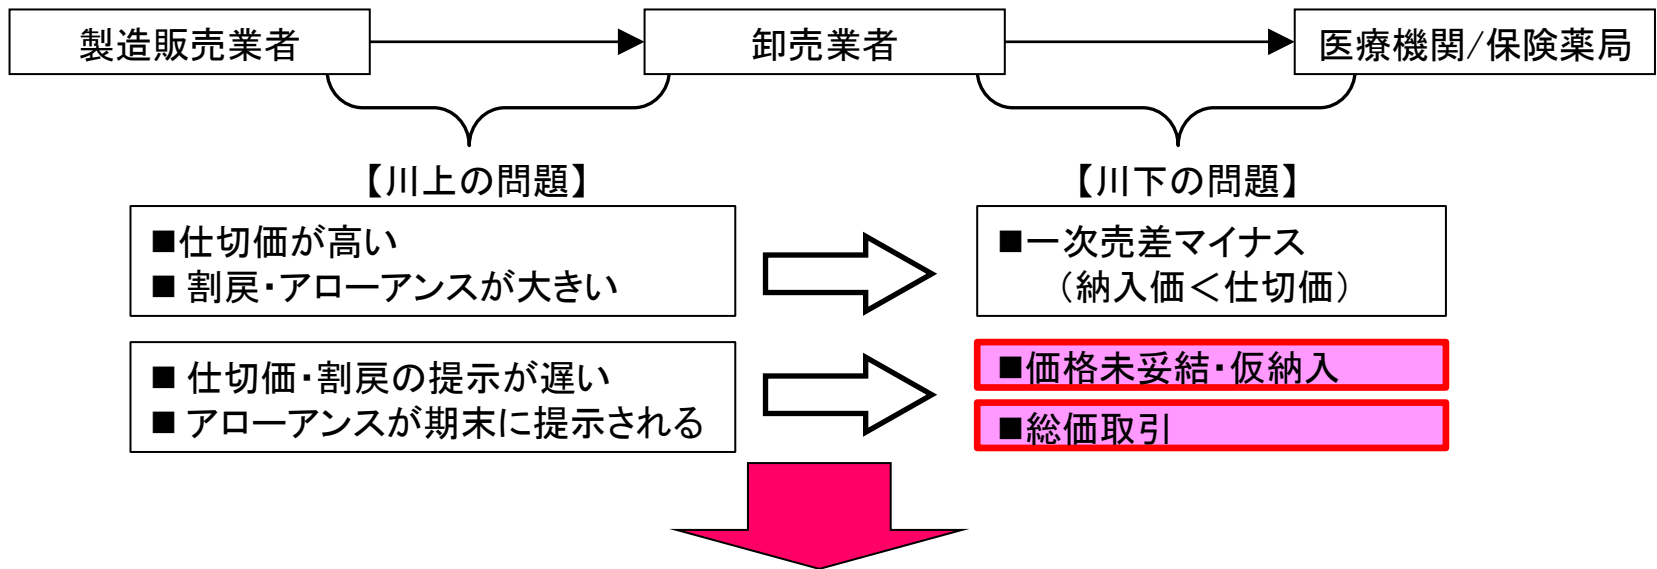 製造販売業者
卸売業者
医療機関/保険薬局
【川上の問題】
【川下の問題】
■仕切価が高い
■ 割戻・アローアンスが大きい
■一次売差マイナス
（納入価＜仕切価）
■ 仕切価・割戻の提示が遅い
■ アローアンスが期末に提示される
■価格未妥結・仮納入
■総価取引